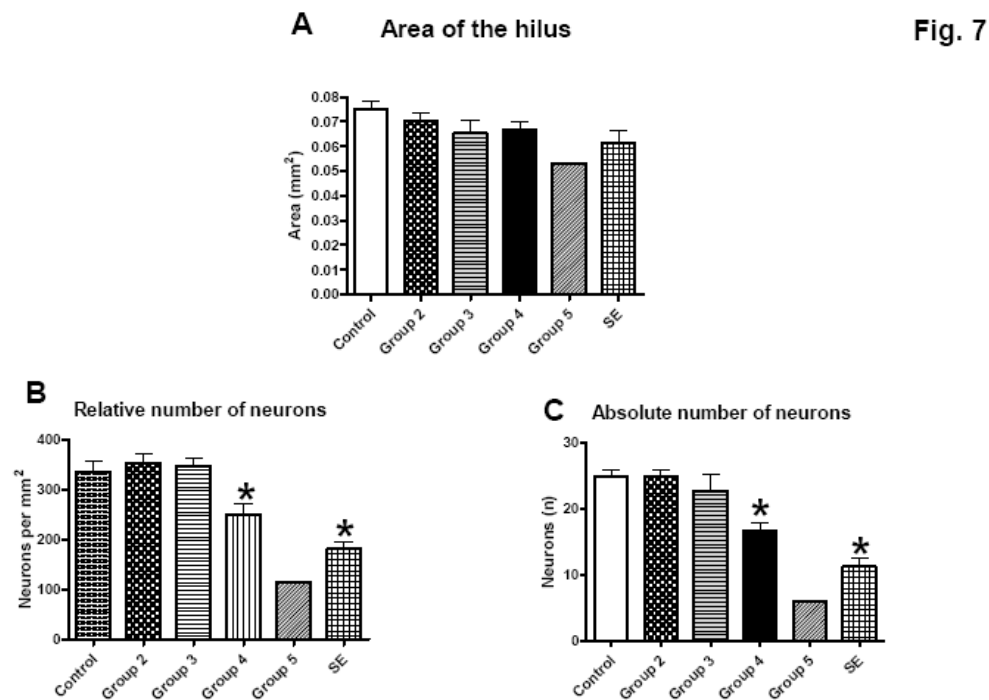 A Area of the hilus Fig. 7
Area (mm²)
0.08
0.07
0.06
0.05
0.04
0.03
0.02
0.01
0.00
Control Group 2 Group 3 Group 4 Group 5 SE
B Relative number of neurons
Neurons per mm²
400
300
200
100
0
* *
Control Group 2 Group 3 Group 4 Group 5 SE
C Absolute number of neurons
Neurons (n)
30
20
10
0
* *
Control Group 2 Group 3 Group 4 Group 5 SE